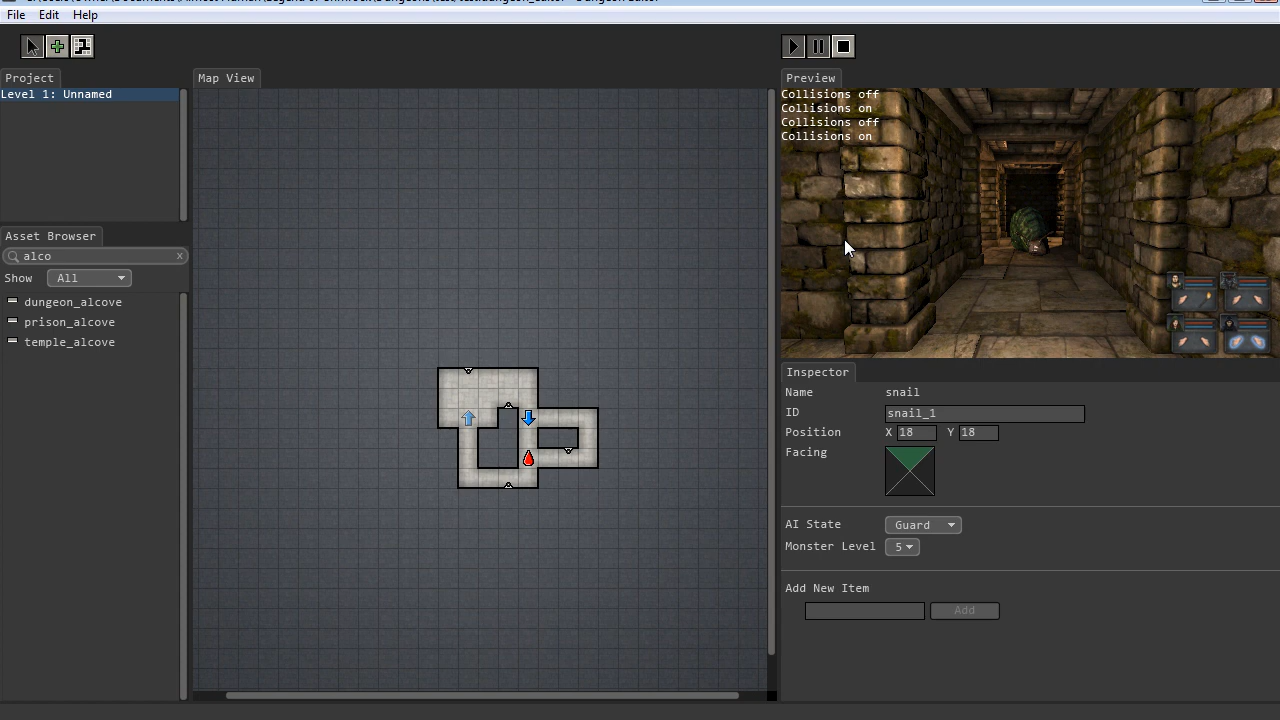 File Edit Help
Project
Level 1: Unnamed
Asset Browser
alco
Show All
dungeon_alcove
prison_alcove
temple_alcove
Map View
Preview
Collisions off
Collisions on
Collisions off
Collisions on
Inspector
Name snail
ID snail_1
Position X 18 Y 18
Facing
AI State Guard
Monster Level 5
Add New Item
Add